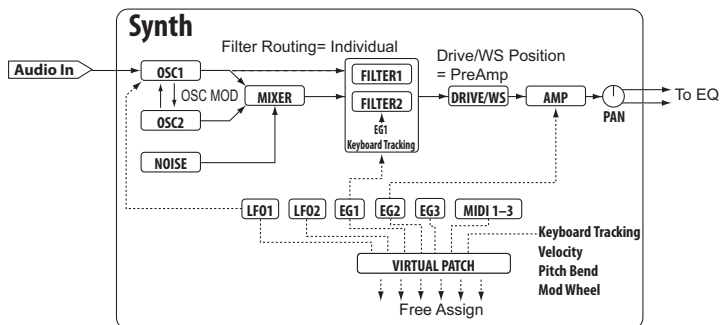 Synth
Filter Routing= Individual
Drive/WS Position
= PreAmp
Audio In
OSC1
OSC MOD
OSC2
NOISE
MIXER
FILTER1
FILTER2
EG1
Keyboard Tracking
DRIVE/WS
AMP
PAN
To EQ
LFO1
LFO2
EG1
EG2
EG3
MIDI 1–3
Keyboard Tracking
Velocity
Pitch Bend
Mod Wheel
VIRTUAL PATCH
Free Assign